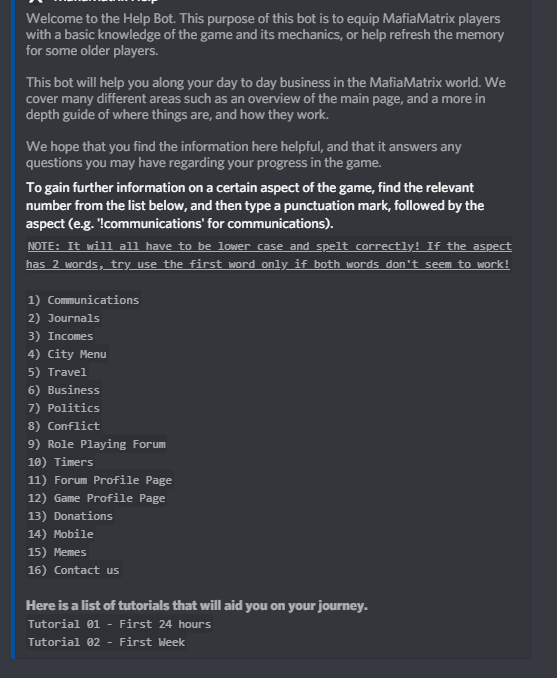 MafiaMatrix Help
Welcome to the Help Bot. This purpose of this bot is to equip MafiaMatrix players
with a basic knowledge of the game and its mechanics, or help refresh the memory
for some older players.
This bot will help you along your day to day business in the MafiaMatrix world. We
cover many different areas such as an overview of the main page, and a more in
depth guide of where things are, and how they work.
We hope that you find the information here helpful, and that it answers any
questions you may have regarding your progress in the game.
To gain further information on a certain aspect of the game, find the relevant
number from the list below, and then type a punctuation mark, followed by the
aspect (e.g. '!communications' for communications).
NOTE: It will all have to be lower case and spelt correctly! If the aspect
has 2 words, try use the first word only if both words don't seem to work!
1) Communications
2) Journals
3) Incomes
4) City Menu
5) Travel
6) Business
7) Politics
8) Conflict
9) Role Playing Forum
10) Timers
11) Forum Profile Page
12) Game Profile Page
13) Donations
14) Mobile
15) Memes
16) Contact us
Here is a list of tutorials that will aid you on your journey.
Tutorial 01 - First 24 hours
Tutorial 02 - First Week